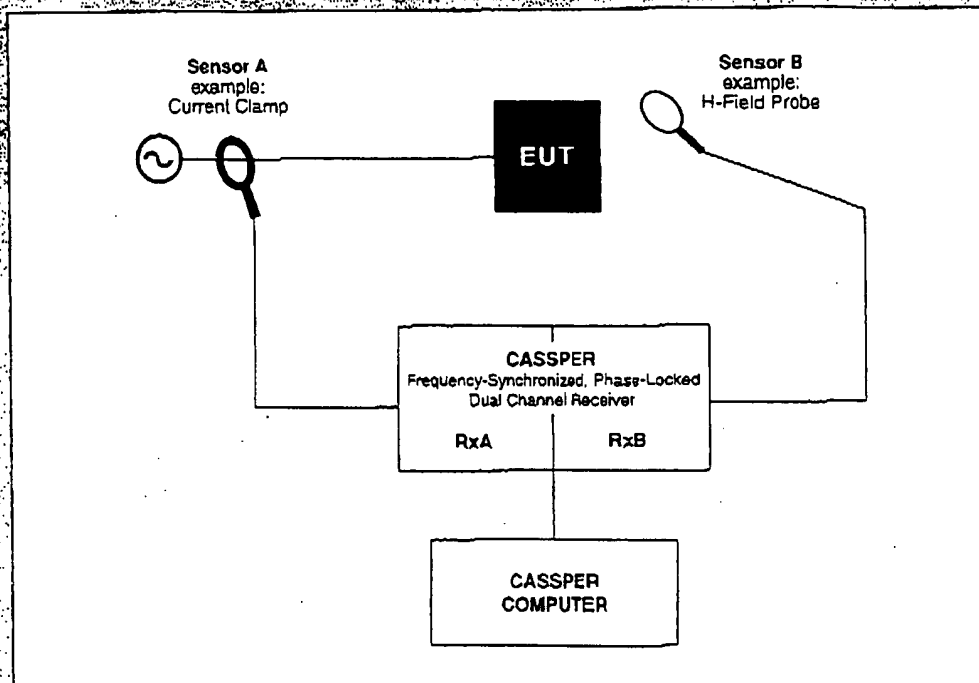 Sensor A
example:
Current Clamp
Sensor B
example:
H-Field Probe
EUT
CASSPER
Frequency-Synchronized, Phase-Locked
Dual Channel Receiver
RxA
RxB
CASSPER
COMPUTER